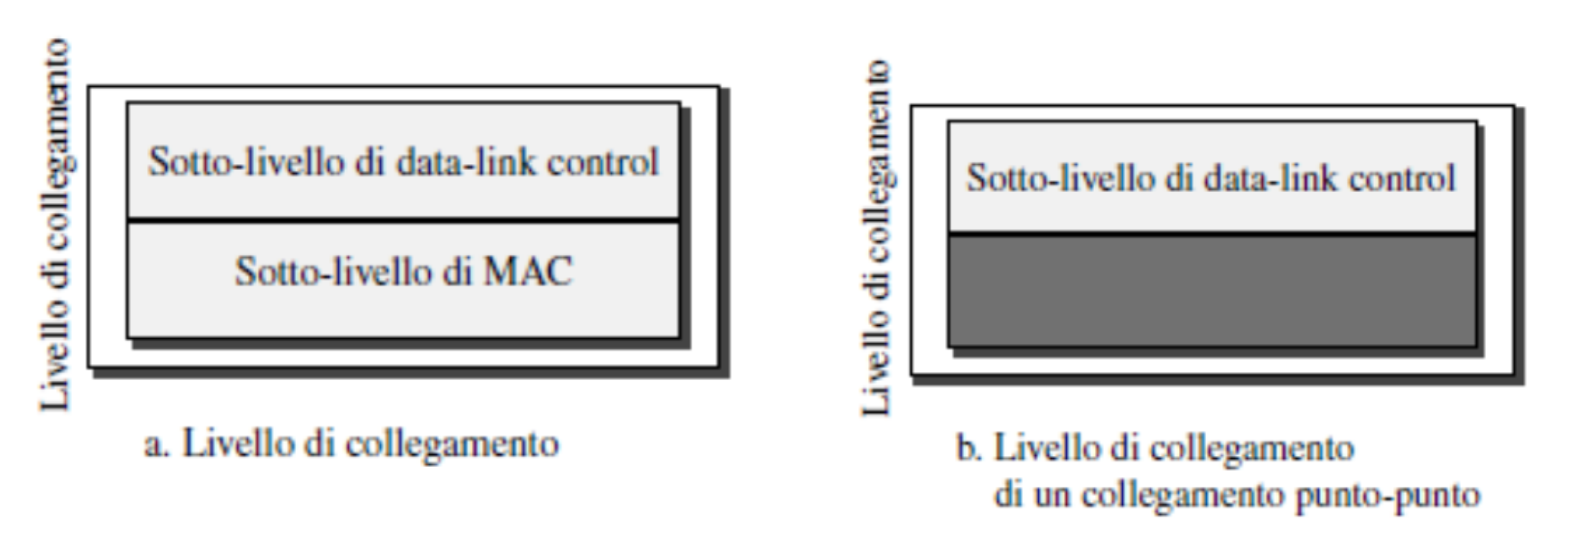 Livello di collegamento
Sotto-livello di data-link control
Sotto-livello di MAC
a. Livello di collegamento
Livello di collegamento
Sotto-livello di data-link control
b. Livello di collegamento
di un collegamento punto-punto